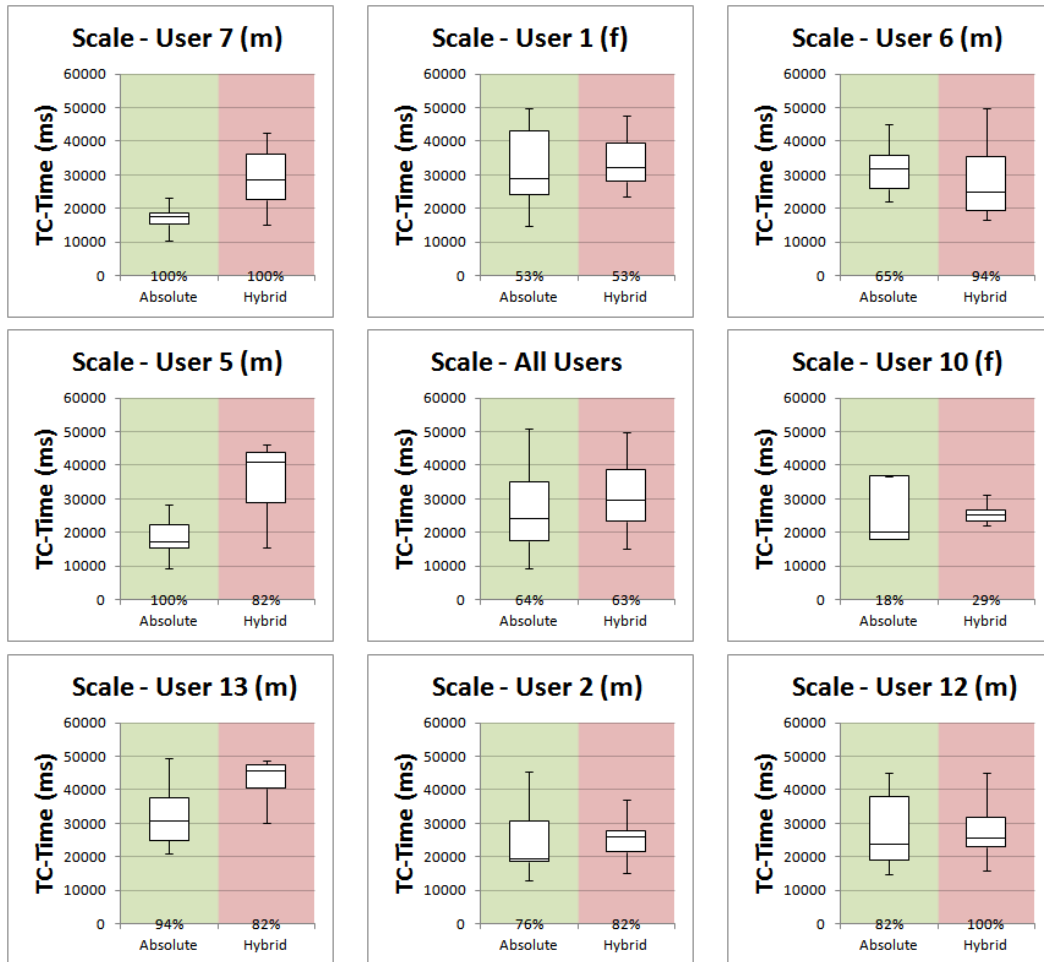 Scale - User 7 (m)
TC-Time (ms)
60000
50000
40000
30000
20000
10000
0
100% 100%
Absolute Hybrid
Scale - User 1 (f)
TC-Time (ms)
60000
50000
40000
30000
20000
10000
0
53% 53%
Absolute Hybrid
Scale - User 6 (m)
TC-Time (ms)
60000
50000
40000
30000
20000
10000
0
65% 94%
Absolute Hybrid
Scale - User 5 (m)
TC-Time (ms)
60000
50000
40000
30000
20000
10000
0
100% 82%
Absolute Hybrid
Scale - All Users
TC-Time (ms)
60000
50000
40000
30000
20000
10000
0
64% 63%
Absolute Hybrid
Scale - User 10 (f)
TC-Time (ms)
60000
50000
40000
30000
20000
10000
0
18% 29%
Absolute Hybrid
Scale - User 13 (m)
TC-Time (ms)
60000
50000
40000
30000
20000
10000
0
94% 82%
Absolute Hybrid
Scale - User 2 (m)
TC-Time (ms)
60000
50000
40000
30000
20000
10000
0
76% 82%
Absolute Hybrid
Scale - User 12 (m)
TC-Time (ms)
60000
50000
40000
30000
20000
10000
0
82% 100%
Absolute Hybrid